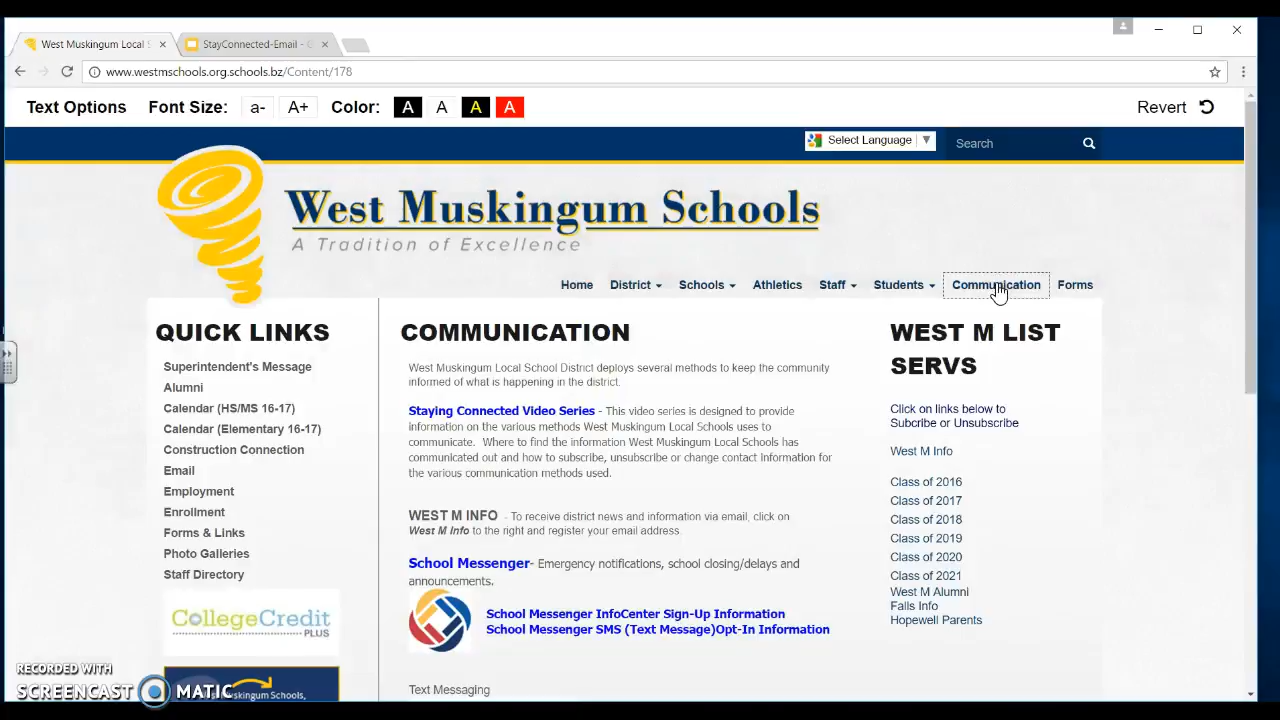 West Muskingum Local S
StayConnected-Email - G
www.westmschools.org.schools.bz/Content/178
Text Options Font Size: a- A+ Color: A A A A Revert
Select Language ▼ Search
West Muskingum Schools
A Tradition of Excellence
Home District Schools Athletics Staff Students Communication Forms
QUICK LINKS
Superintendent's Message
Alumni
Calendar (HS/MS 16-17)
Calendar (Elementary 16-17)
Construction Connection
Email
Employment
Enrollment
Forms & Links
Photo Galleries
Staff Directory
CollegeCredit
PLUS
West Muskingum Schools,
COMMUNICATION
West Muskingum Local School District deploys several methods to keep the community
informed of what is happening in the district.
Staying Connected Video Series - This video series is designed to provide
information on the various methods West Muskingum Local Schools uses to
communicate. Where to find the information West Muskingum Local Schools has
communicated out and how to subscribe, unsubscribe or change contact information for
the various communication methods used.
WEST M INFO - To receive district news and information via email, click on
West M Info to the right and register your email address.
School Messenger- Emergency notifications, school closing/delays and
announcements.
School Messenger InfoCenter Sign-Up Information
School Messenger SMS (Text Message)Opt-In Information
Text Messaging
WEST M LIST
SERVS
Click on links below to
Subcribe or Unsubscribe
West M Info
Class of 2016
Class of 2017
Class of 2018
Class of 2019
Class of 2020
Class of 2021
West M Alumni
Falls Info
Hopewell Parents
RECORDED WITH
SCREENCAST MATIC